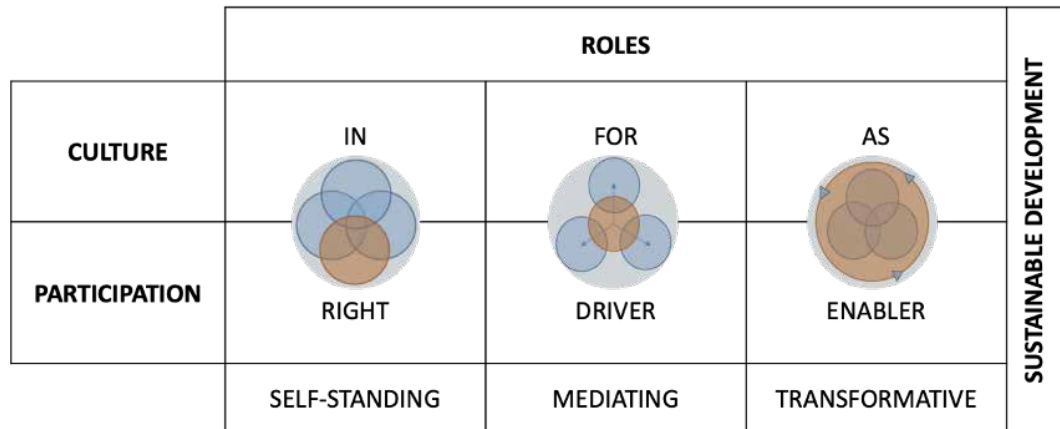 ROLES
CULTURE
IN
FOR
AS
PARTICIPATION
RIGHT
DRIVER
ENABLER
SELF-STANDING
MEDIATING
TRANSFORMATIVE
SUSTAINABLE DEVELOPMENT